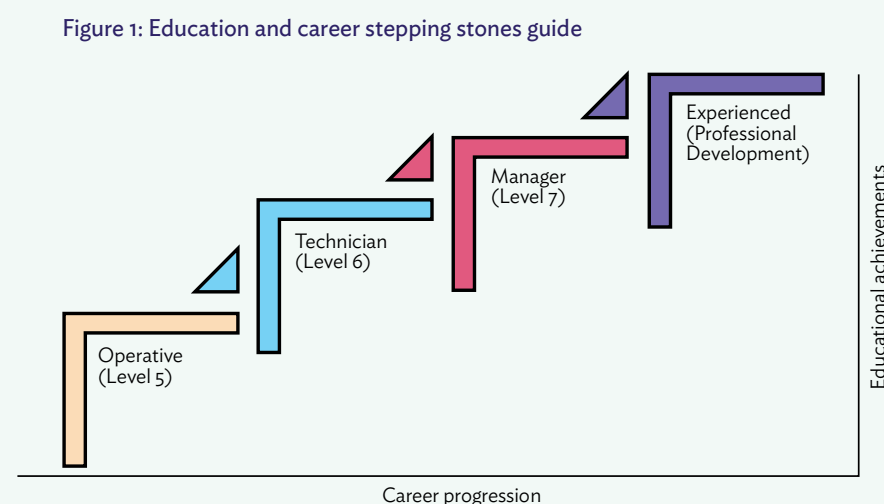 Figure 1: Education and career stepping stones guide
Experienced
(Professional
Development)
Manager
(Level 7)
Technician
(Level 6)
Operative
(Level 5)
Educational achievements
Career progression